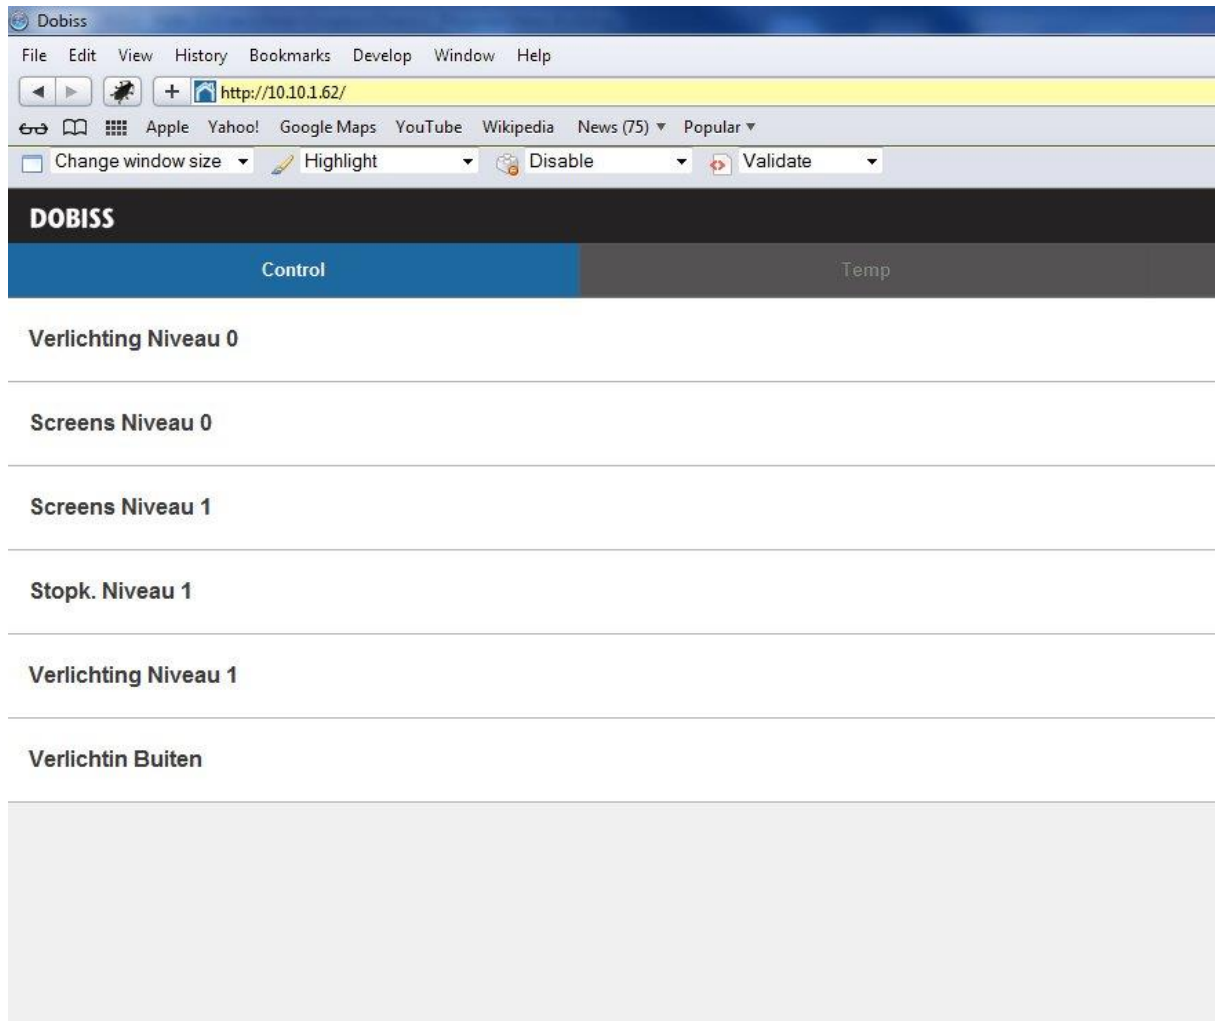 Dobiss
File Edit View History Bookmarks Develop Window Help
http://10.10.1.62/
Apple Yahoo! Google Maps YouTube Wikipedia News (75) Popular
Change window size Highlight Disable Validate
DOBISS
Control Temp
Verlichting Niveau 0
Screens Niveau 0
Screens Niveau 1
Stopk. Niveau 1
Verlichting Niveau 1
Verlichtin Buiten